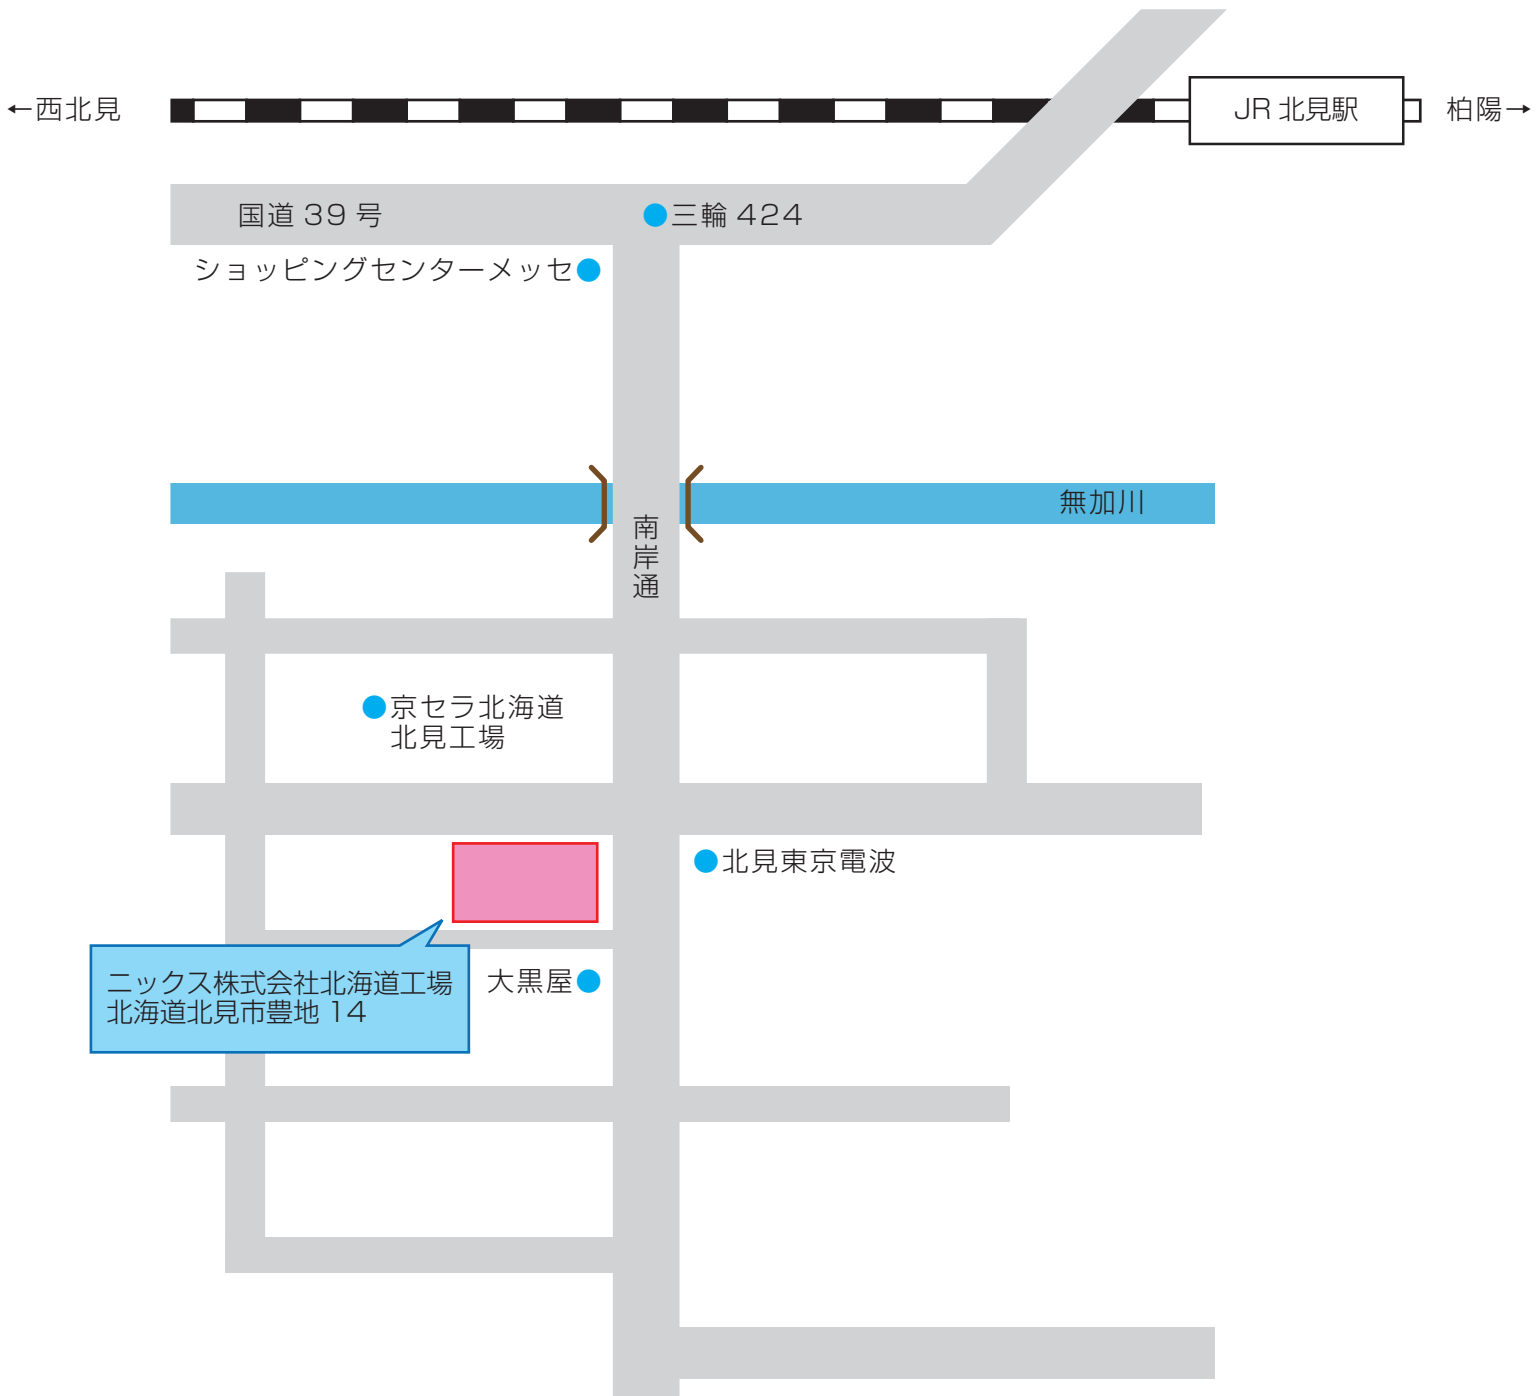 ←西北見
JR 北見駅
柏陽→
国道 39 号
三輪 424
ショッピングセンターメッセ
無加川
南岸通
京セラ北海道
北見工場
北見東京電波
ニックス株式会社北海道工場
北海道北見市豊地 14
大黒屋